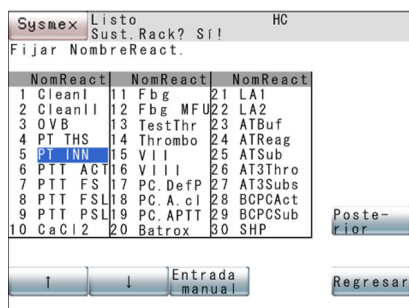 Sysmex Listo HC
Sust.Rack? Sí!
Fijar NombreReact.
NomReact NomReact NomReact
1 CleanI 11 Fbg 21 LA1
2 CleanII 12 Fbg MFU 22 LA2
3 OVB 13 TestThr 23 ATBuf
4 PT THS 14 Thrombo 24 ATReag
5 PT INN 15 VII 25 ATSub
6 PTT ACT 16 VIII 26 AT3Thro
7 PTT FS 17 PC.DefP 27 AT3Subs
8 PTT FSL 18 PC.A.cl 28 BCPCAct
9 PTT PSL 19 PC.APTT 29 BCPCSub
10 CaCl2 20 Batrox 30 SHP
Poste-
rior
↑ ↓ Entrada
manual
Regresar